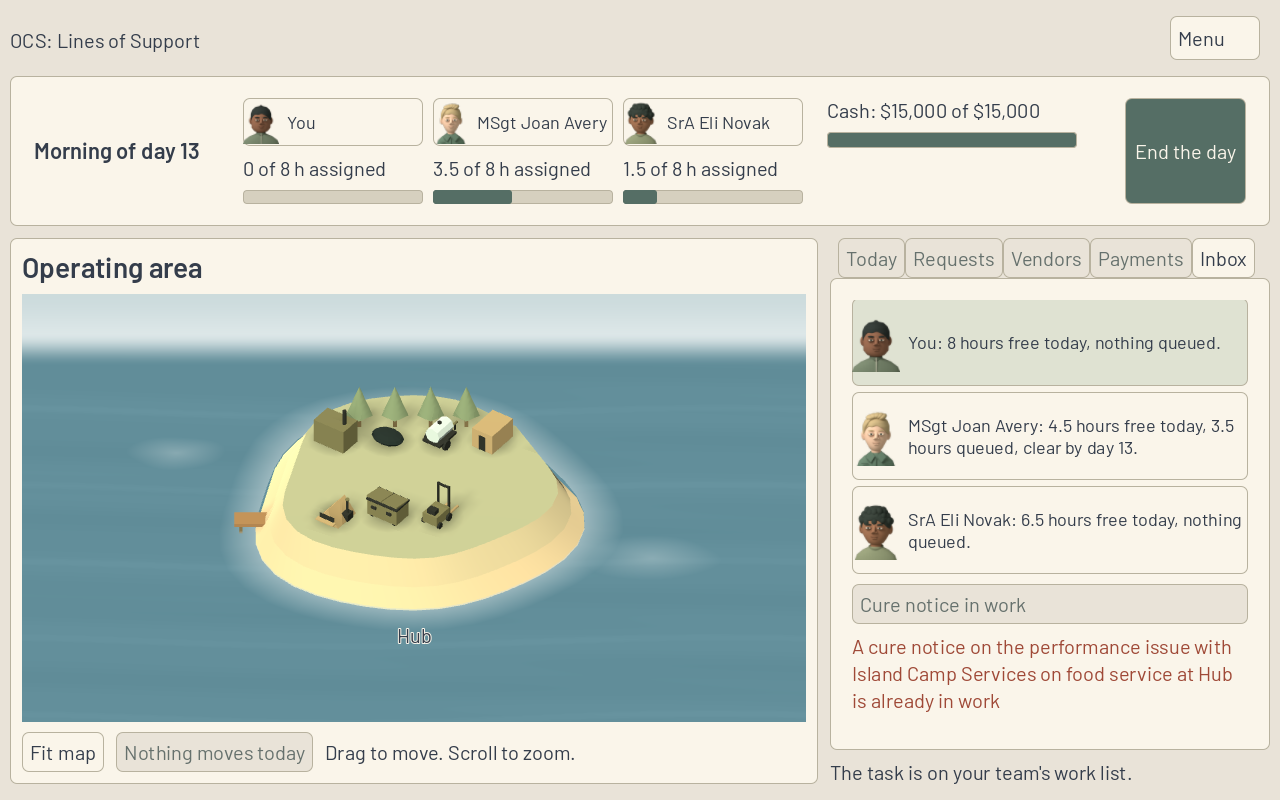 OCS: Lines of Support
Menu
Morning of day 13
You
0 of 8 h assigned
MSgt Joan Avery
3.5 of 8 h assigned
SrA Eli Novak
1.5 of 8 h assigned
Cash: $15,000 of $15,000
End the day
Operating area
Hub
Fit map
Nothing moves today
Drag to move. Scroll to zoom.
Today
Requests
Vendors
Payments
Inbox
You: 8 hours free today, nothing queued.
MSgt Joan Avery: 4.5 hours free today, 3.5
hours queued, clear by day 13.
SrA Eli Novak: 6.5 hours free today, nothing
queued.
Cure notice in work
A cure notice on the performance issue with
Island Camp Services on food service at Hub
is already in work
The task is on your team's work list.